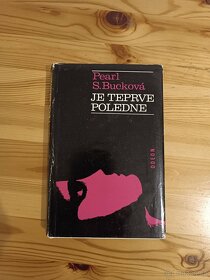 Pearl
S. Bucková
JE TEPRVE
POLEDNE
ODEON